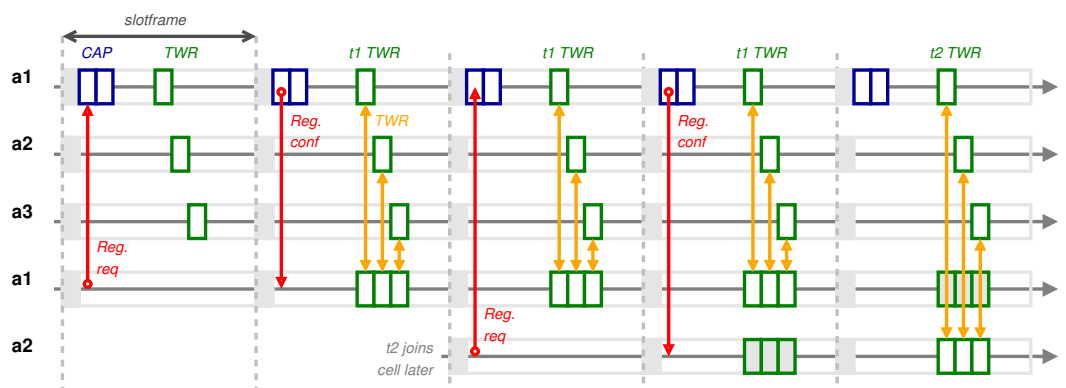 slotframe
CAP TWR t1 TWR t1 TWR t1 TWR t2 TWR
a1
Reg. conf
TWR
Reg. conf
a2
a3
Reg. req
a1
Reg. req
a2
t2 joins
cell later